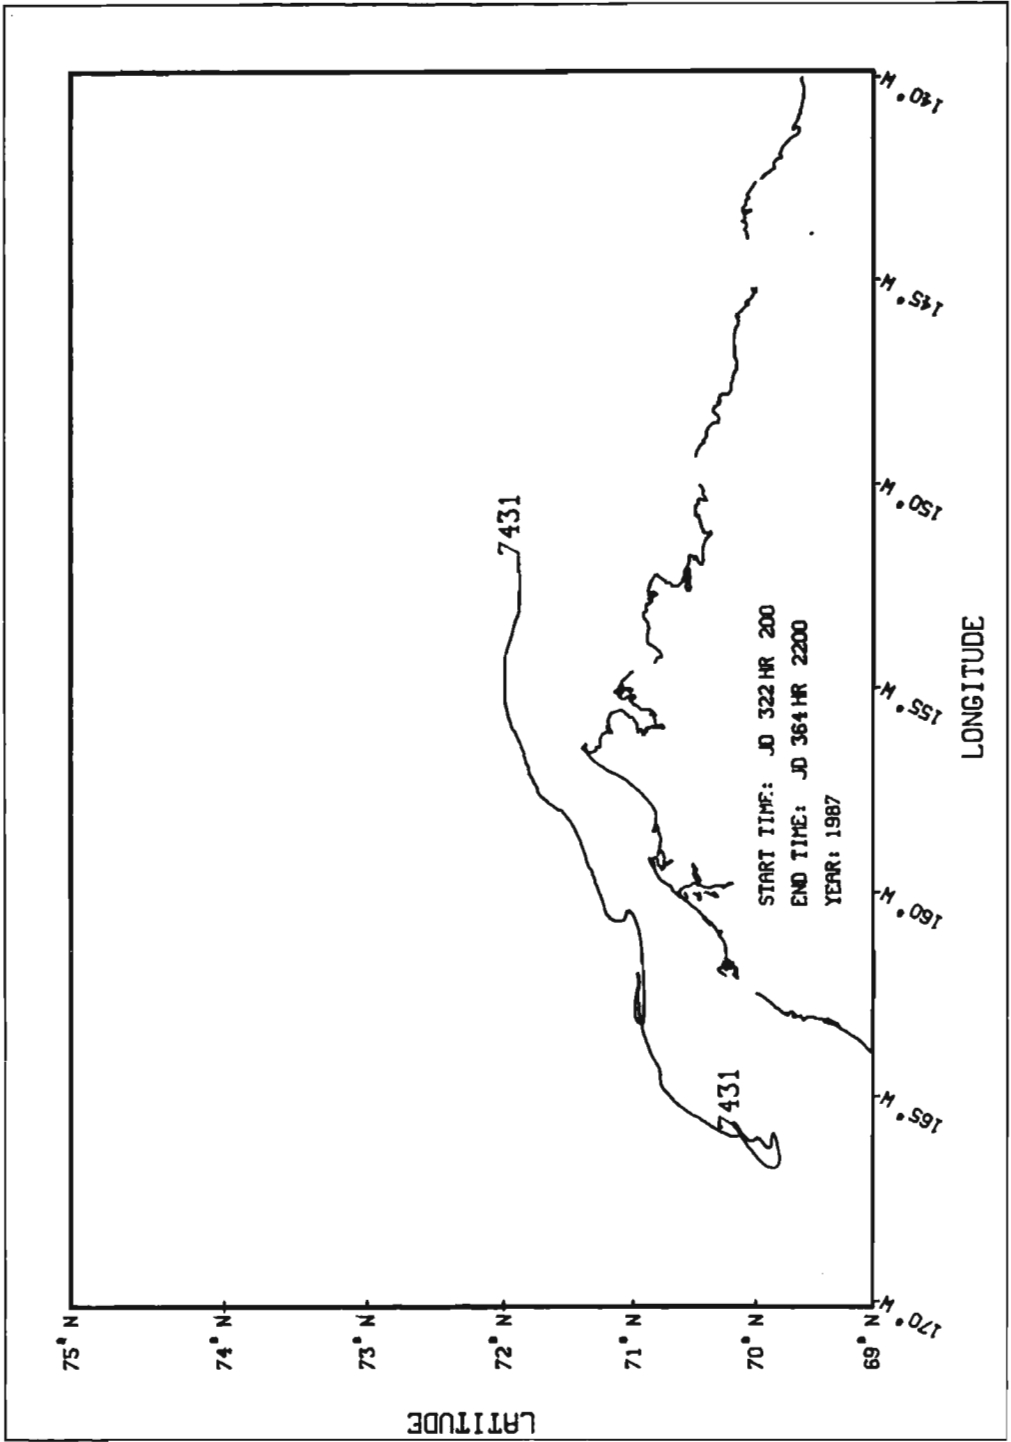 LATITUDE
75° N
74° N
73° N
72° N
71° N
70° N
69° N
170° W
165° W
160° W
155° W
150° W
145° W
140° W
LONGITUDE
7431
7431
START TIME: JD 322 HR 200
END TIME: JD 364 HR 2200
YEAR: 1987